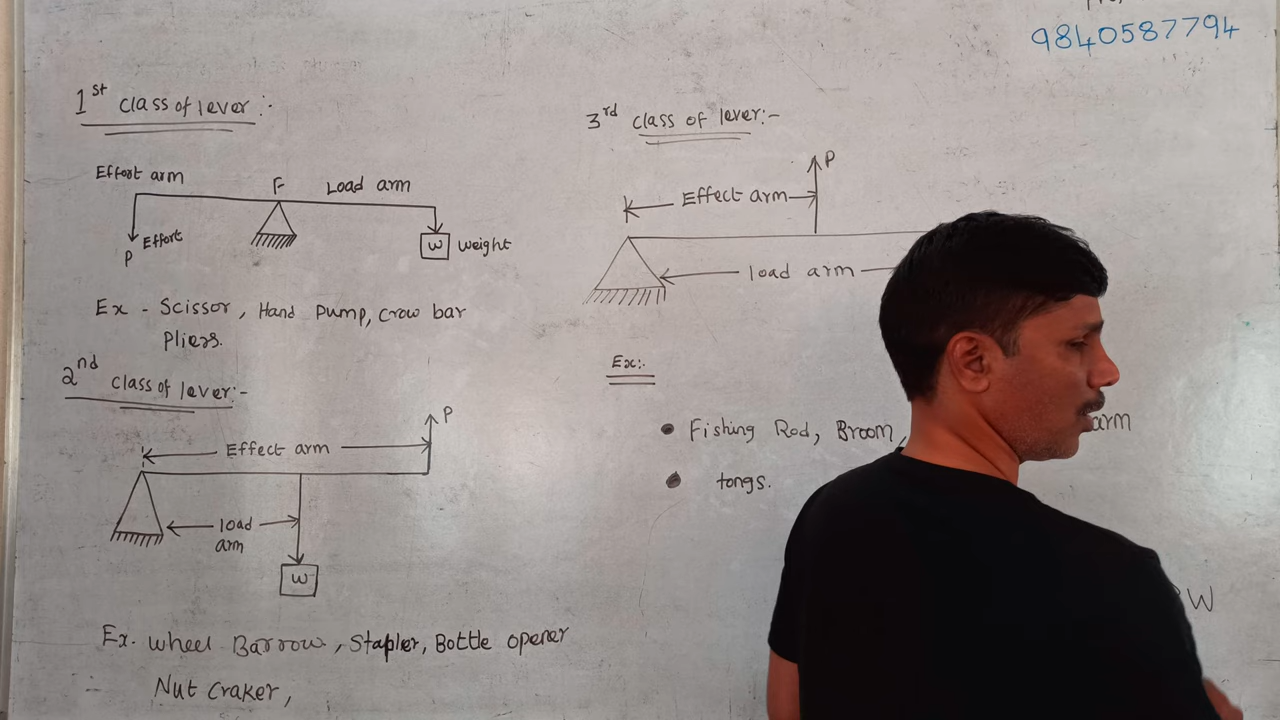 9840587794
1st class of lever:-
Effort arm
F
Load arm
P
Effort
W
weight
Ex - Scissor, Hand Pump, Crow bar
Pliers.
2nd class of lever:-
P
Effect arm
load
arm
W
Ex. Wheel Barrow, Stapler, Bottle opener
Nut Craker,
3rd class of lever:-
P
Effect arm
load arm
Ex:-
Fishing Rod, Broom, arm
tongs.
W